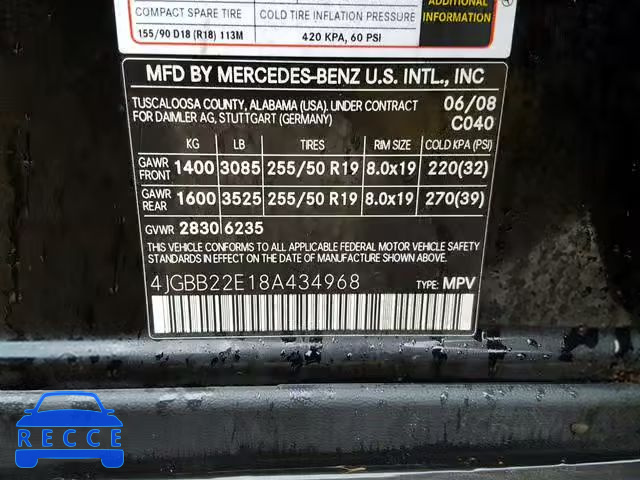 COMPACT SPARE TIRE COLD TIRE INFLATION PRESSURE ADDITIONAL
155/90 D18 (R18) 113M 420 KPA, 60 PSI INFORMATION
MFD BY MERCEDES-BENZ U.S. INTL., INC
TUSCALOOSA COUNTY, ALABAMA (USA). UNDER CONTRACT 06/08
FOR DAIMLER AG, STUTTGART (GERMANY) C040
KG LB TIRES RIM SIZE COLD KPA (PSI)
GAWR FRONT 1400 3085 255/50 R19 8.0x19 220(32)
GAWR REAR 1600 3525 255/50 R19 8.0x19 270(39)
GVWR 2830 6235
THIS VEHICLE CONFORMS TO ALL APPLICABLE FEDERAL MOTOR VEHICLE SAFETY
STANDARDS IN EFFECT ON THE DATE OF MANUFACTURE SHOWN ABOVE.
4JGBB22E18A434968 TYPE: MPV
RECCE